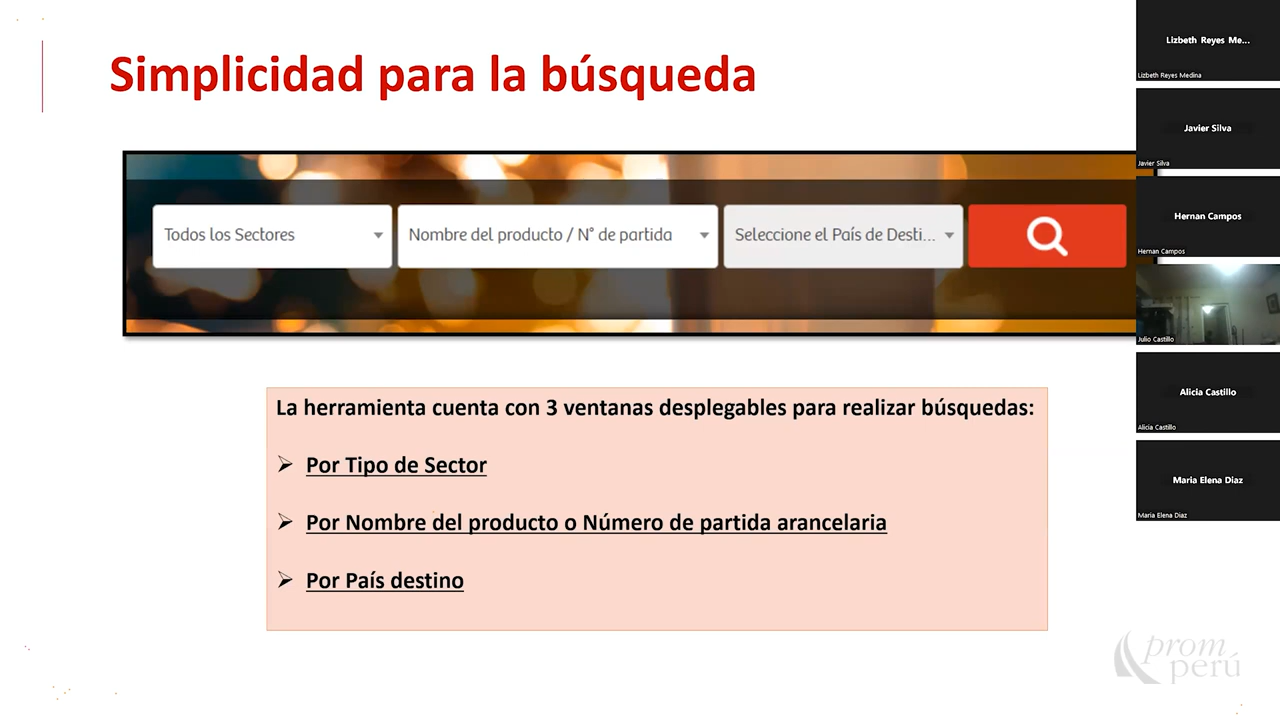 Simplicidad para la búsqueda
Todos los Sectores
Nombre del producto / N° de partida
Seleccione el País de Desti...
La herramienta cuenta con 3 ventanas desplegables para realizar búsquedas:
Por Tipo de Sector
Por Nombre del producto o Número de partida arancelaria
Por País destino
Lizbeth Reyes Me...
Lizbeth Reyes Medina
Javier Silva
Javier Silva
Hernan Campos
Hernan Campos
Julio Castillo
Alicia Castillo
Alicia Castillo
Maria Elena Diaz
Maria Elena Diaz
prom
perú